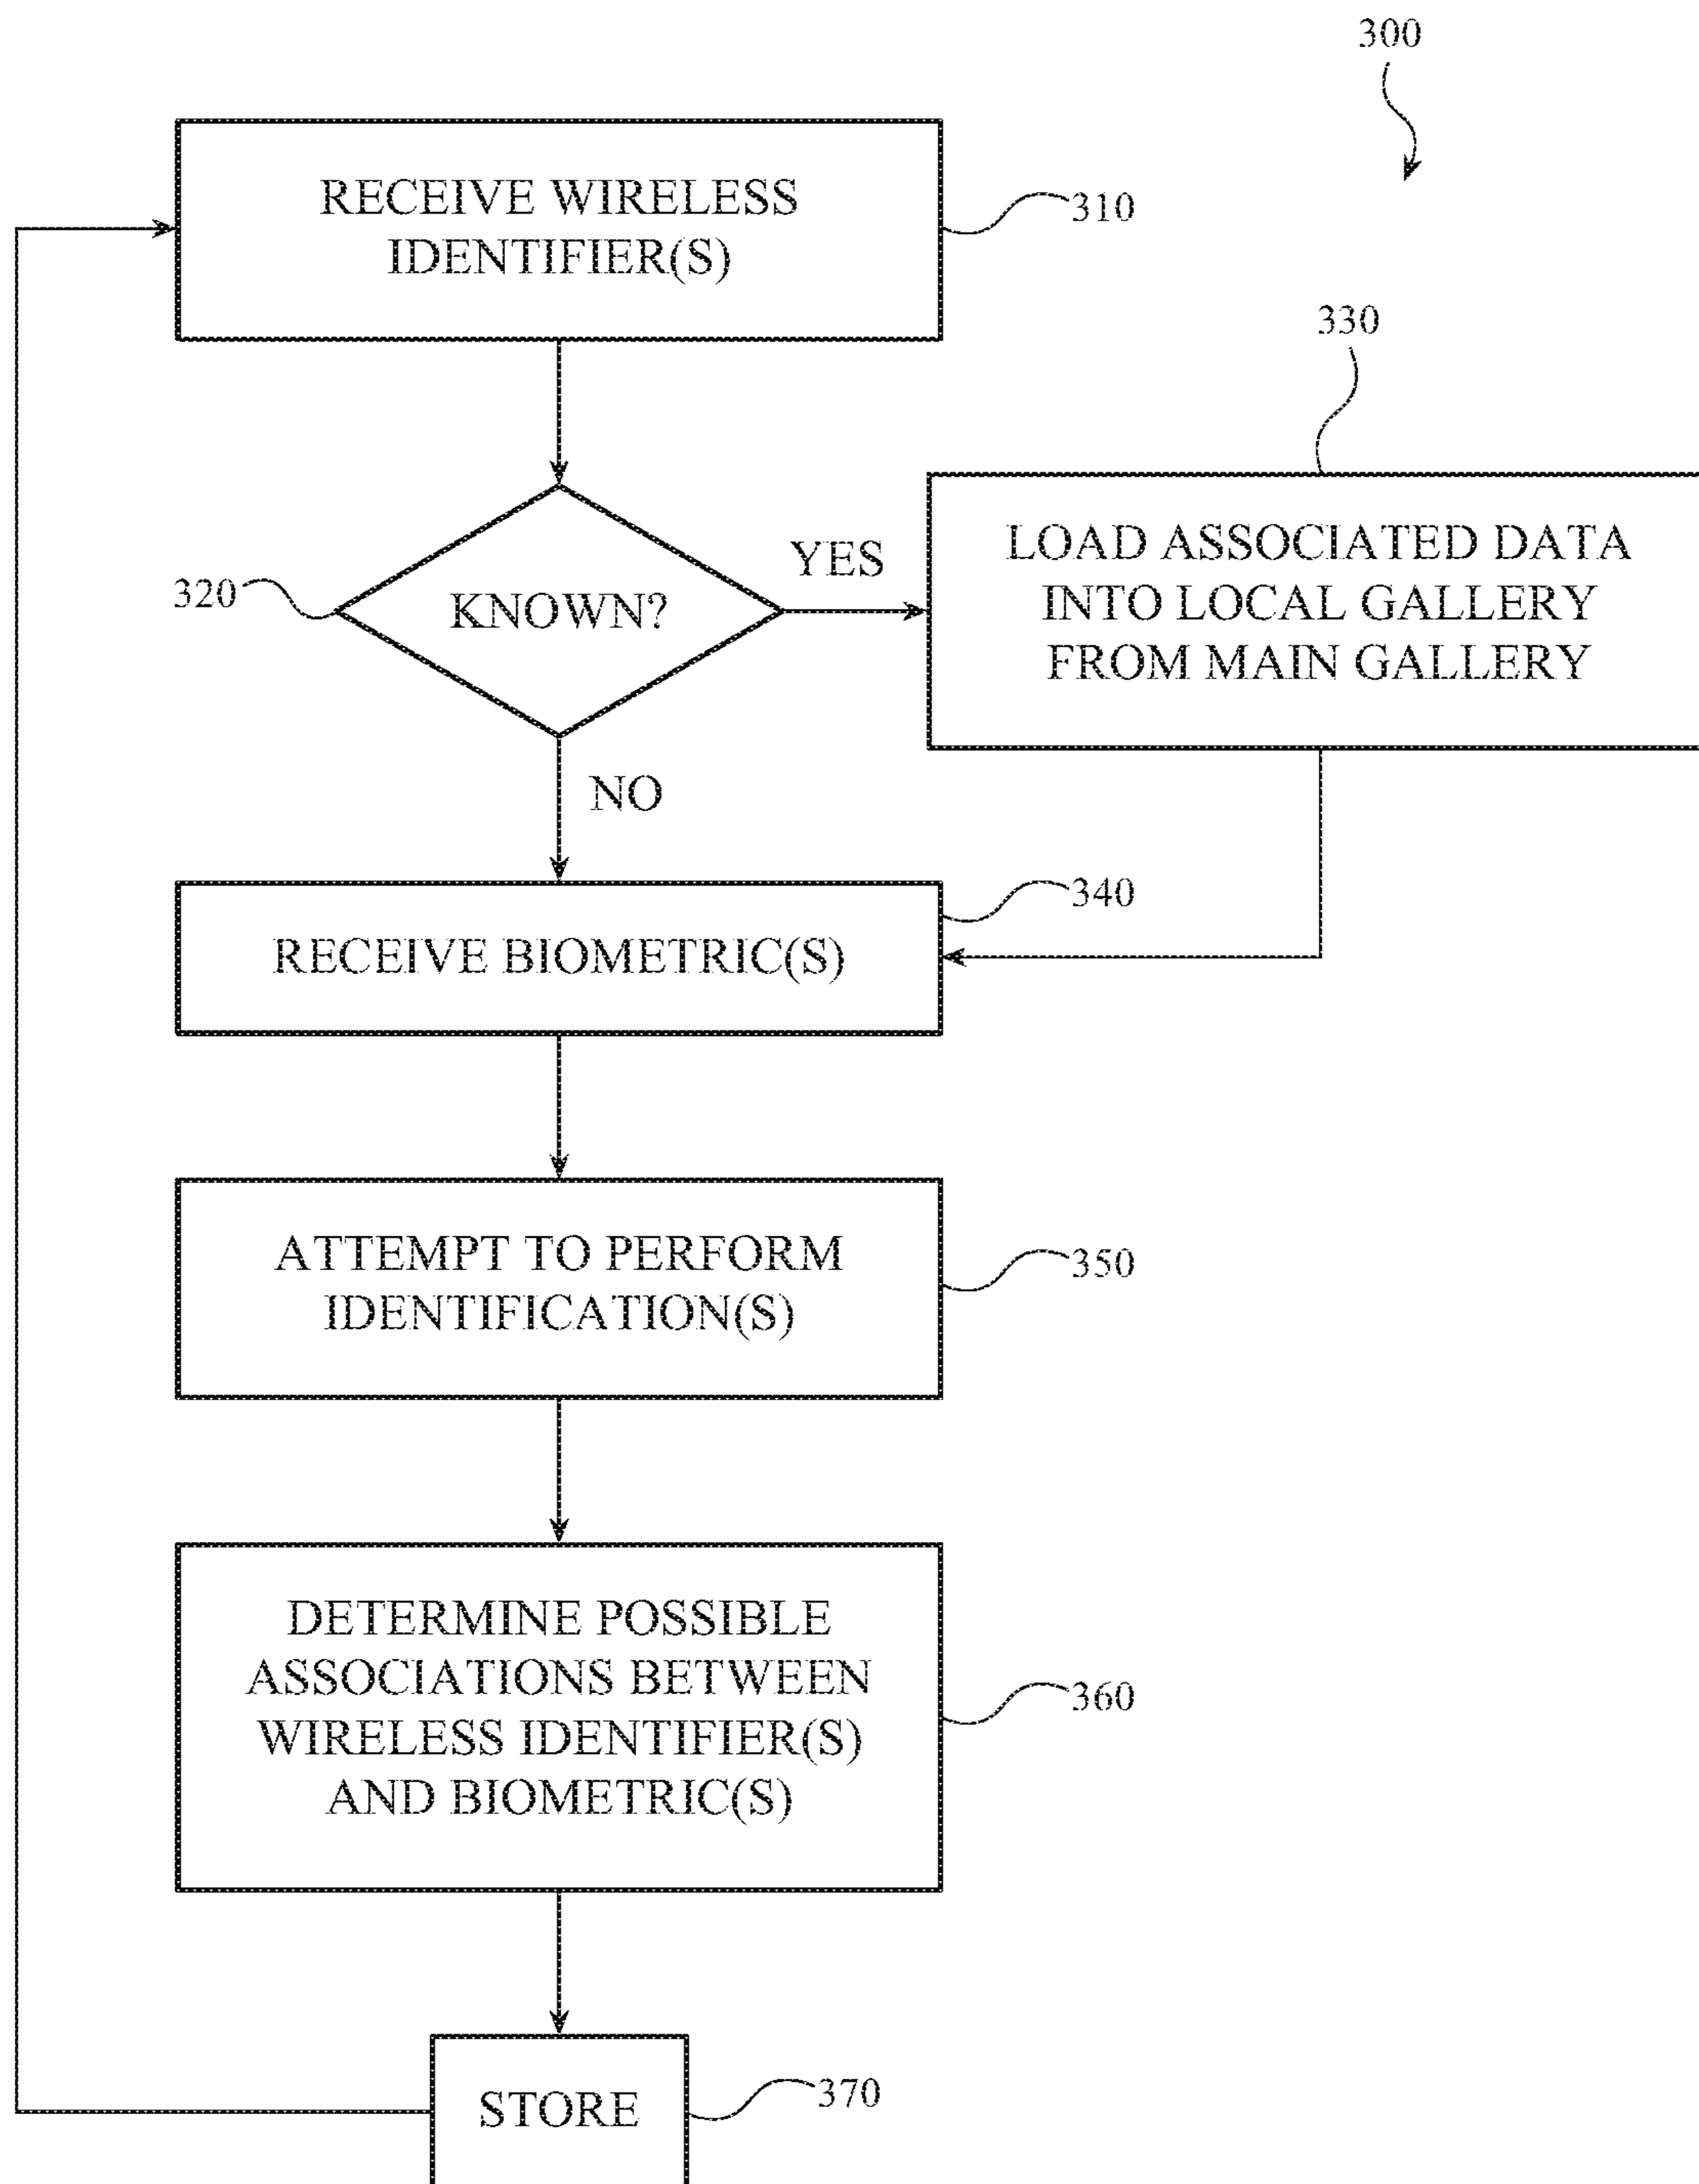 300
RECEIVE WIRELESS
IDENTIFIER(S)
310
330
KNOWN?
320
YES
LOAD ASSOCIATED DATA
INTO LOCAL GALLERY
FROM MAIN GALLERY
NO
RECEIVE BIOMETRIC(S)
340
ATTEMPT TO PERFORM
IDENTIFICATION(S)
350
DETERMINE POSSIBLE
ASSOCIATIONS BETWEEN
WIRELESS IDENTIFIER(S)
AND BIOMETRIC(S)
360
STORE
370